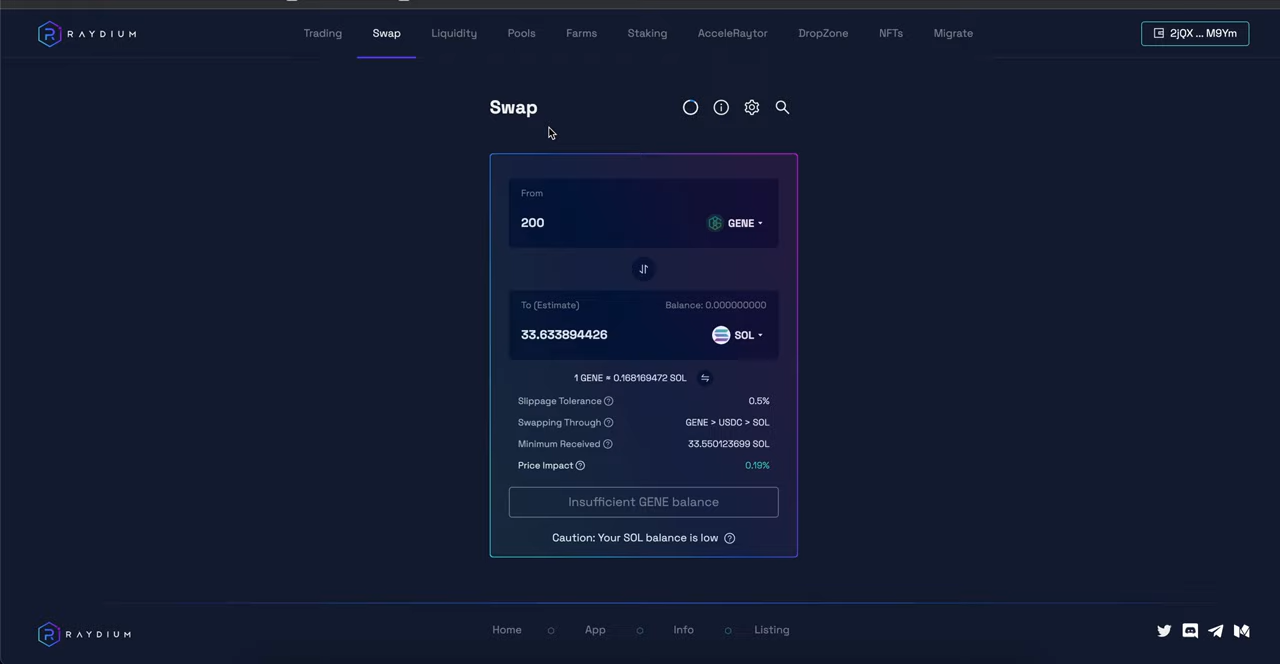 RAYDIUM Trading Swap Liquidity Pools Farms Staking AcceleRaytor DropZone NFTs Migrate 2jQX ... M9Ym
Swap
From
200 GENE
To (Estimate) Balance: 0.000000000
33.633894426 SOL
1 GENE ≈ 0.168169472 SOL
Slippage Tolerance 0.5%
Swapping Through GENE > USDC > SOL
Minimum Received 33.550123699 SOL
Price Impact 0.19%
Insufficient GENE balance
Caution: Your SOL balance is low
RAYDIUM Home App Info Listing